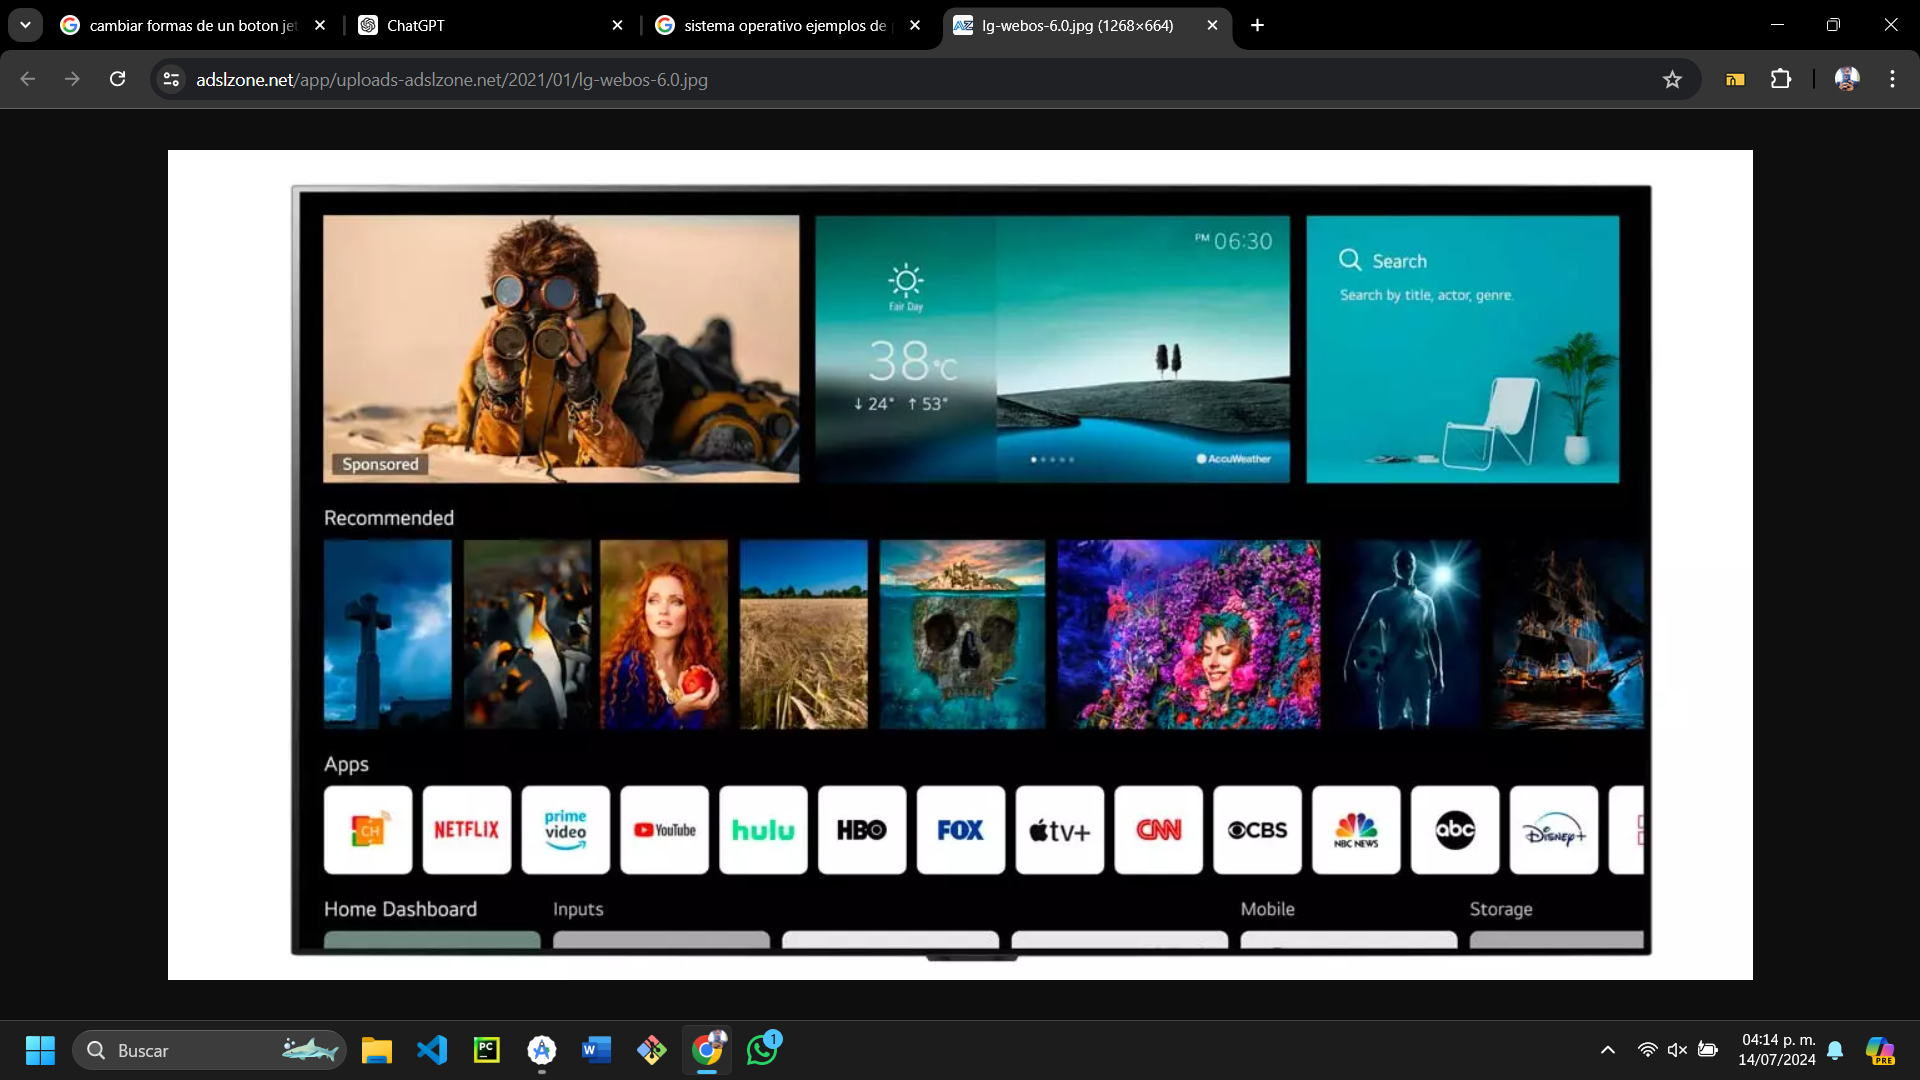 cambiar formas de un boton jet
ChatGPT
sistema operativo ejemplos de
lg-webos-6.0.jpg (1268×664)
adslzone.net/app/uploads-adslzone.net/2021/01/lg-webos-6.0.jpg
Sponsored
PM 06:30
Fair Day
38°C
↓ 24° ↑ 53°
AccuWeather
Search
Search by title, actor, genre.
Recommended
Apps
CH
NETFLIX
prime video
YouTube
hulu
HBO
FOX
tv+
CNN
CBS
NBC NEWS
abc
Disney+
Home Dashboard
Inputs
Mobile
Storage
Buscar
PC
W
1
04:14 p. m.
14/07/2024
PRE